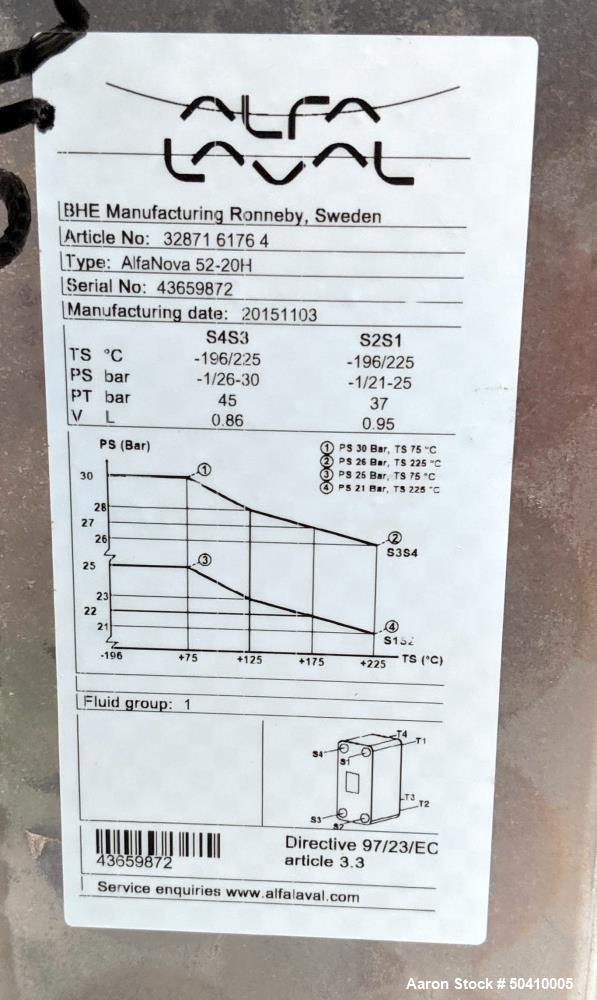 ALFA
LAVAL
BHE Manufacturing Ronneby, Sweden
Article No: 32871 6176 4
Type: AlfaNova 52-20H
Serial No: 43659872
Manufacturing date: 20151103
S4S3 S2S1
TS °C -196/225 -196/225
PS bar -1/26-30 -1/21-25
PT bar 45 37
V L 0.86 0.95
PS (Bar)
① PS 30 Bar, TS 75 °C
② PS 26 Bar, TS 225 °C
③ PS 25 Bar, TS 75 °C
④ PS 21 Bar, TS 225 °C
30 ①
28
27
26 ②
S3S4
25 ③
23
22
21 ④
S1S2
-196 +75 +125 +175 +225 TS (°C)
Fluid group: 1
T4
S4 S1 T1
T3
S3 T2
S2
43659872
Directive 97/23/EC
article 3.3
Service enquiries www.alfalaval.com
Aaron Stock # 50410005